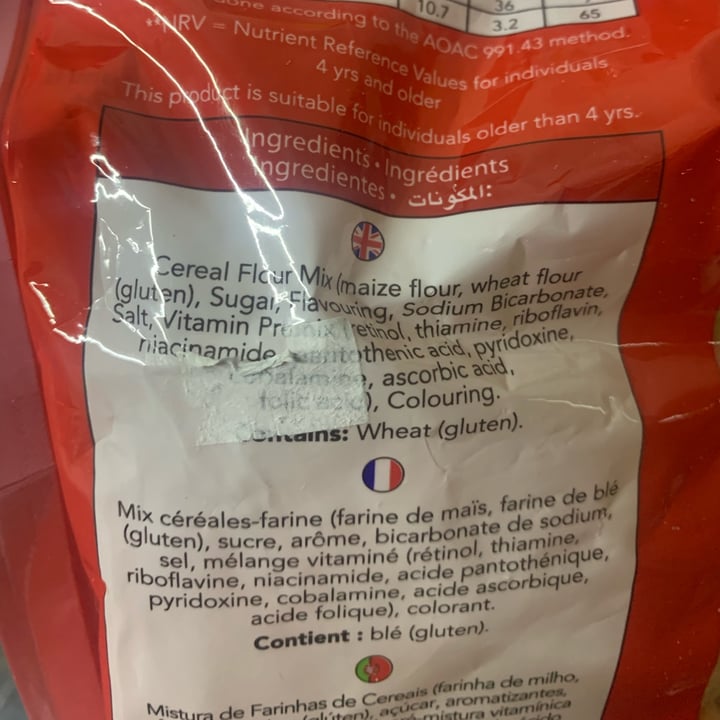 Done according to the AOAC 991.43 method.
10.7 36
3.2 65
**NRV = Nutrient Reference Values for individuals
4 yrs and older
This product is suitable for individuals older than 4 yrs.
Ingredients • Ingrédients
Ingredientes • المكونات:
Cereal Flour Mix (maize flour, wheat flour
(gluten), Sugar, Flavouring, Sodium Bicarbonate,
Salt, Vitamin Premix (retinol, thiamine, riboflavin,
niacinamide, pantothenic acid, pyridoxine,
cobalamine, ascorbic acid,
folic acid), Colouring.
Contains: Wheat (gluten).
Mix céréales-farine (farine de maïs, farine de blé
(gluten), sucre, arôme, bicarbonate de sodium,
sel, mélange vitaminé (rétinol, thiamine,
riboflavine, niacinamide, acide pantothénique,
pyridoxine, cobalamine, acide ascorbique,
acide folique), colorant.
Contient : blé (gluten).
Mistura de Farinhas de Cereais (farinha de milho,
(glúten), açúcar, aromatizantes,
mistura vitamínica